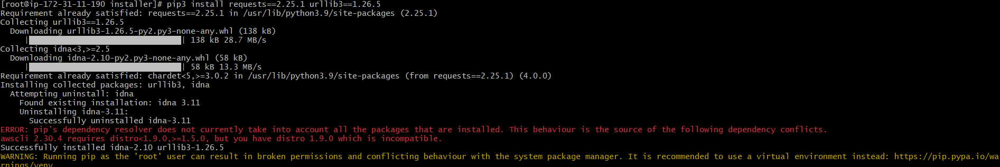 [root@ip-172-31-11-190 installer]# pip3 install requests==2.25.1 urllib3==1.26.5
Requirement already satisfied: requests==2.25.1 in /usr/lib/python3.9/site-packages (2.25.1)
Collecting urllib3==1.26.5
  Downloading urllib3-1.26.5-py2.py3-none-any.whl (138 kB)
     |████████████████████████████████| 138 kB 28.7 MB/s
Collecting idna<3,>=2.5
  Downloading idna-2.10-py2.py3-none-any.whl (58 kB)
     |████████████████████████████████| 58 kB 13.3 MB/s
Requirement already satisfied: chardet<5,>=3.0.2 in /usr/lib/python3.9/site-packages (from requests==2.25.1) (4.0.0)
Installing collected packages: urllib3, idna
  Attempting uninstall: idna
    Found existing installation: idna 3.11
    Uninstalling idna-3.11:
      Successfully uninstalled idna-3.11
ERROR: pip's dependency resolver does not currently take into account all the packages that are installed. This behaviour is the source of the following dependency conflicts.
awscli 2.30.4 requires distro<1.9.0,>=1.5.0, but you have distro 1.9.0 which is incompatible.
Successfully installed idna-2.10 urllib3-1.26.5
WARNING: Running pip as the 'root' user can result in broken permissions and conflicting behaviour with the system package manager. It is recommended to use a virtual environment instead: https://pip.pypa.io/wa
rnings/venv